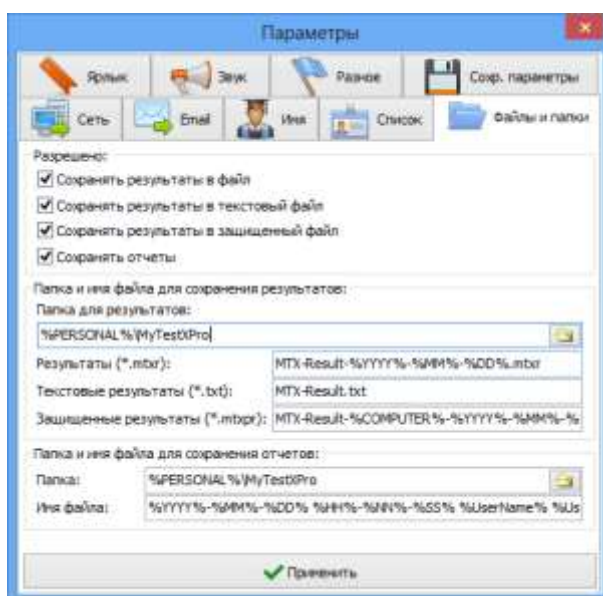 Параметры
Ярлык Звук Разное Сохр. параметры
Сеть Email Имя Список Файлы и папки
Разрешено:
Сохранять результаты в файл
Сохранять результаты в текстовый файл
Сохранять результаты в защищенный файл
Сохранять отчеты
Папка и имя файла для сохранения результатов:
Папка для результатов:
%PERSONAL%\MyTestXPro
Результаты (*.mtxr): MTX-Result-%YYYY%-%MM%-%DD%.mtxr
Текстовые результаты (*.txt): MTX-Result.txt
Защищенные результаты (*.mtxpr): MTX-Result-%COMPUTER%-%YYYY%-%MM%-%
Папка и имя файла для сохранения отчетов:
Папка: %PERSONAL%\MyTestXPro
Имя файла: %YYYY%-%MM%-%DD% %HH%-%NN%-%SS% %UserName% %Us
Применить